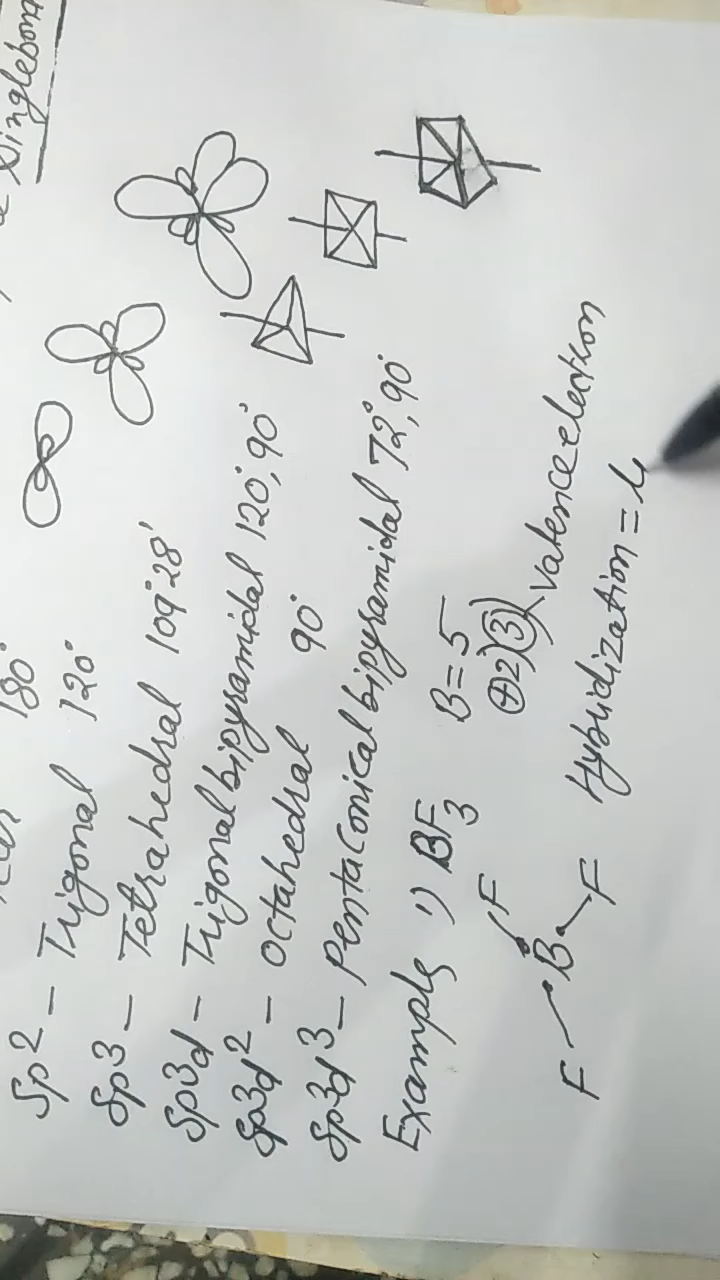 Singlebond
180°
Sp2 - Trigonal 120°
Sp3 - Tetrahedral 109°28'
Sp3d - Trigonal bipyramidal 120°, 90°
Sp3d2 - Octahedral 90°
Sp3d3 - Pentaconical bipyramidal 72°, 90°
Example 1) BF3 B = 5
+2) 3) Valence electron
F B F F
Hybridization =